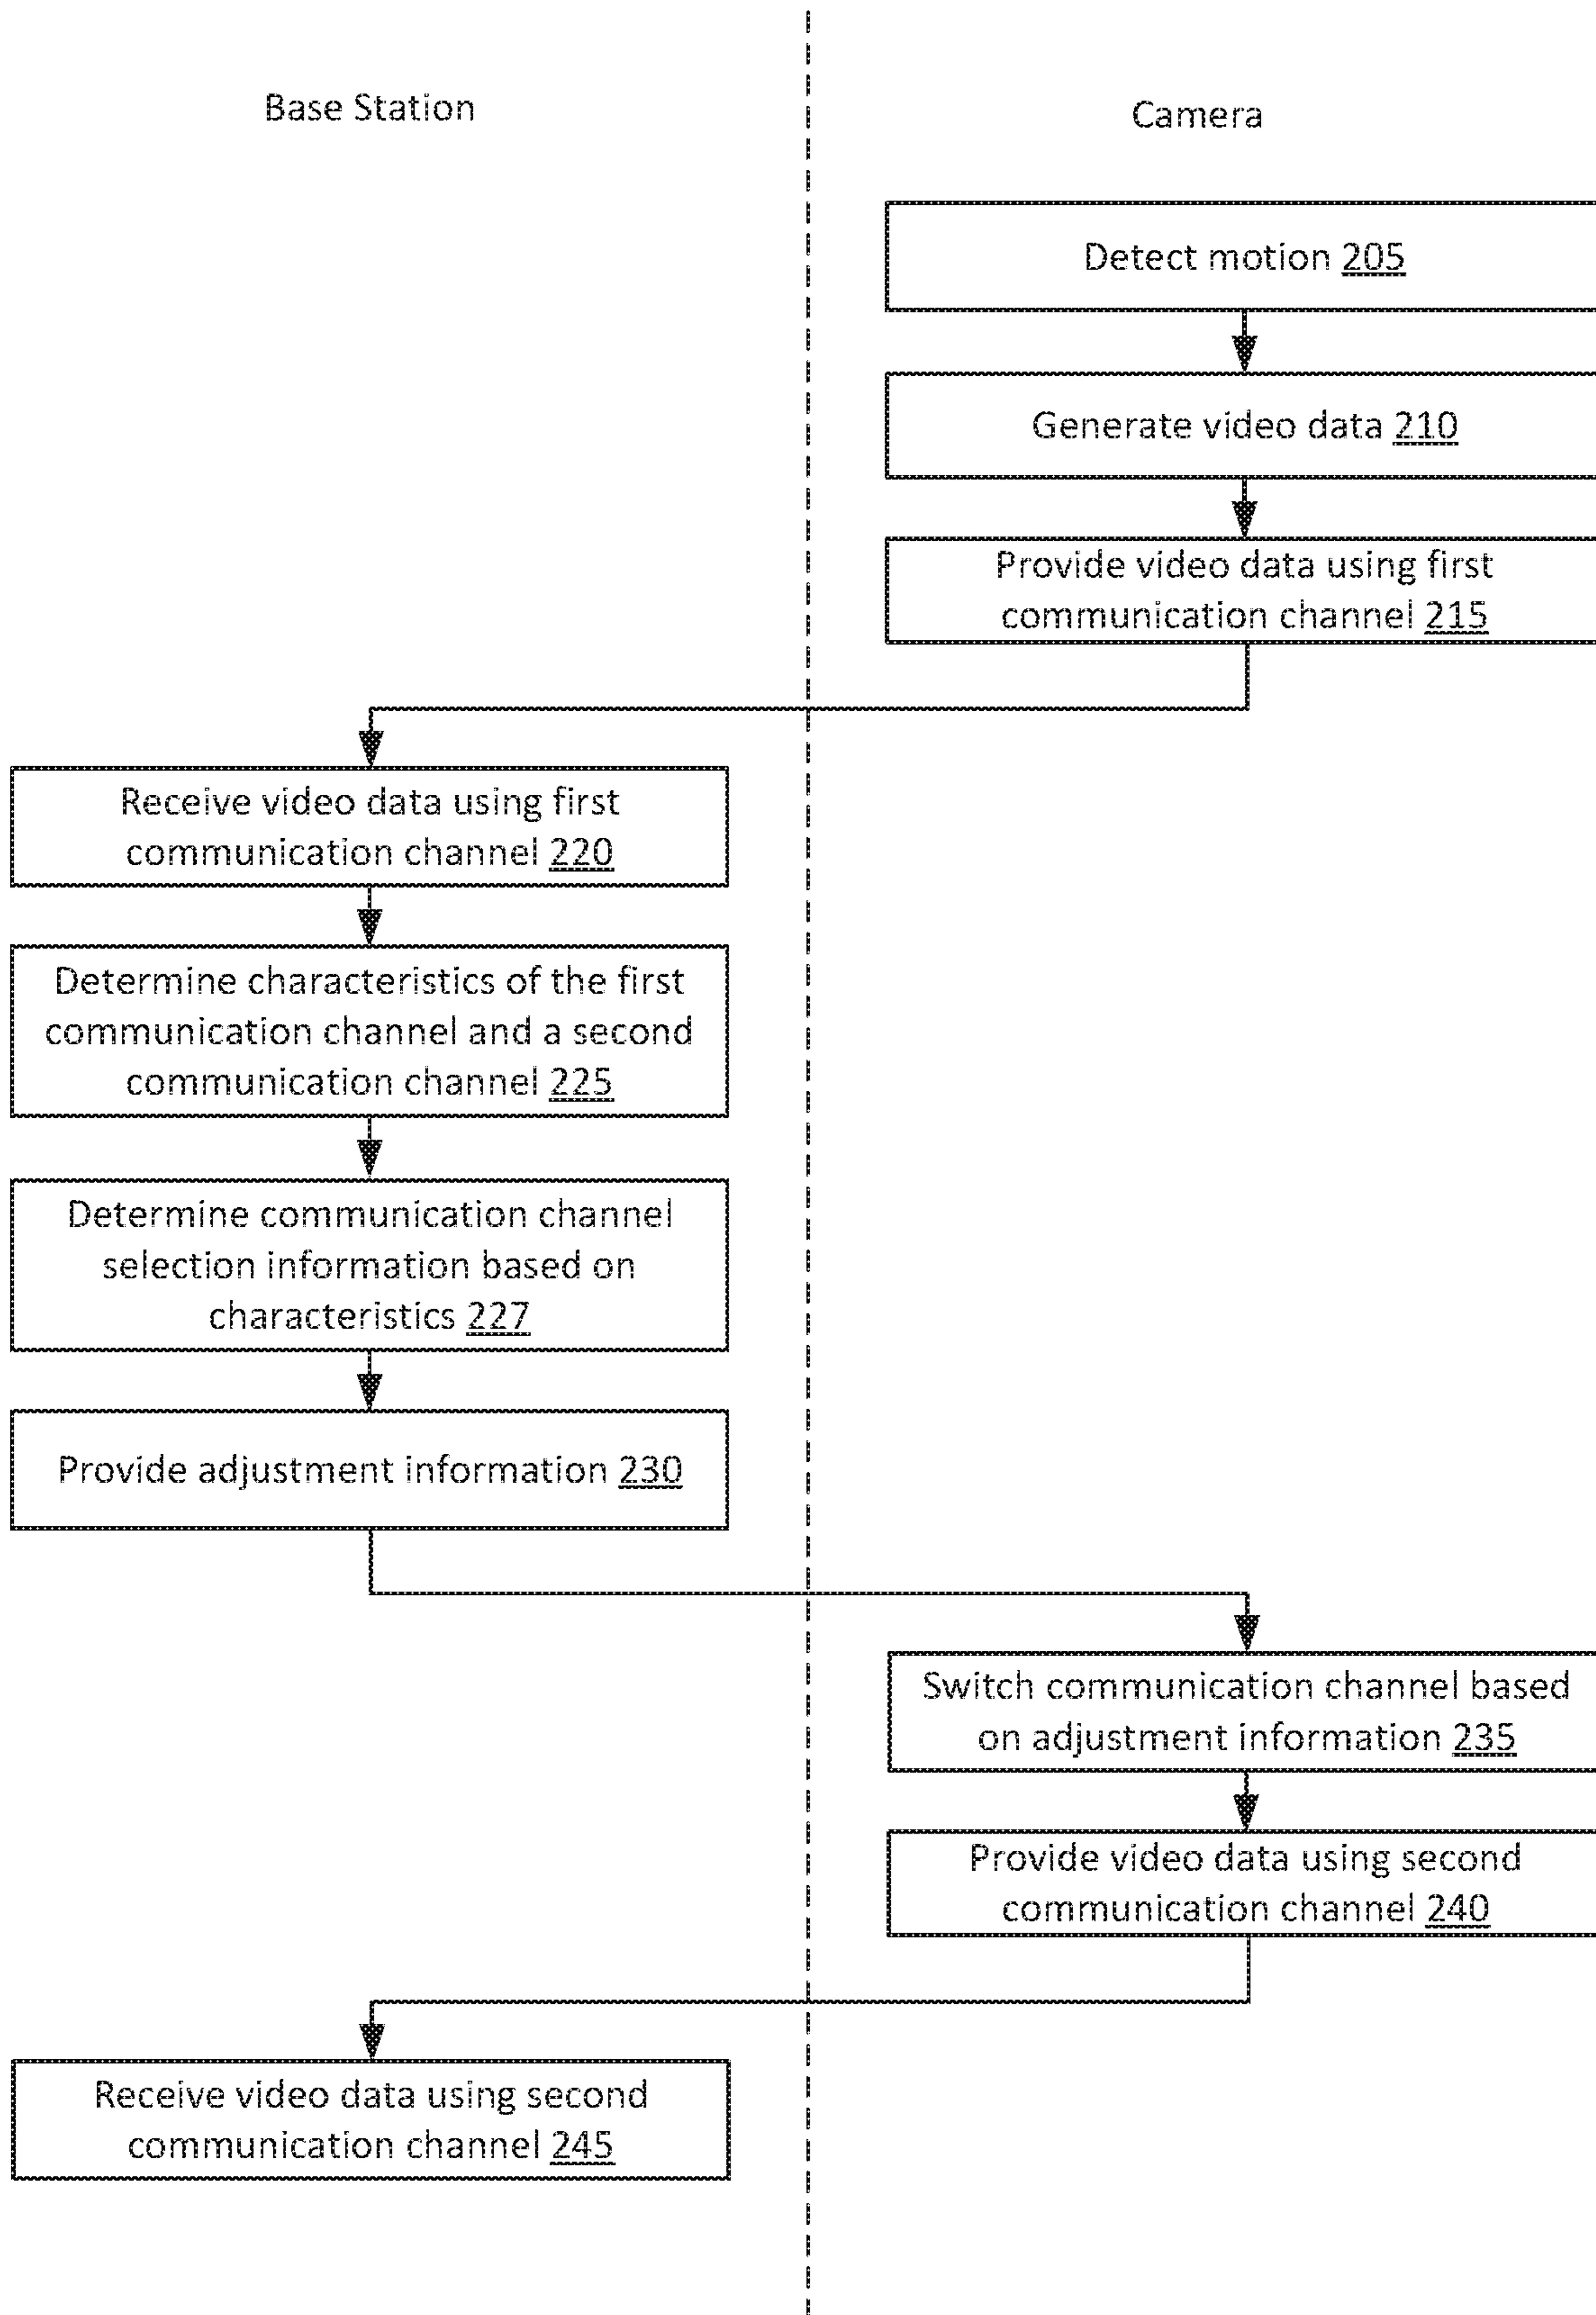 Base Station
Camera
Detect motion 205
Generate video data 210
Provide video data using first
communication channel 215
Receive video data using first
communication channel 220
Determine characteristics of the first
communication channel and a second
communication channel 225
Determine communication channel
selection information based on
characteristics 227
Provide adjustment information 230
Switch communication channel based
on adjustment information 235
Provide video data using second
communication channel 240
Receive video data using second
communication channel 245